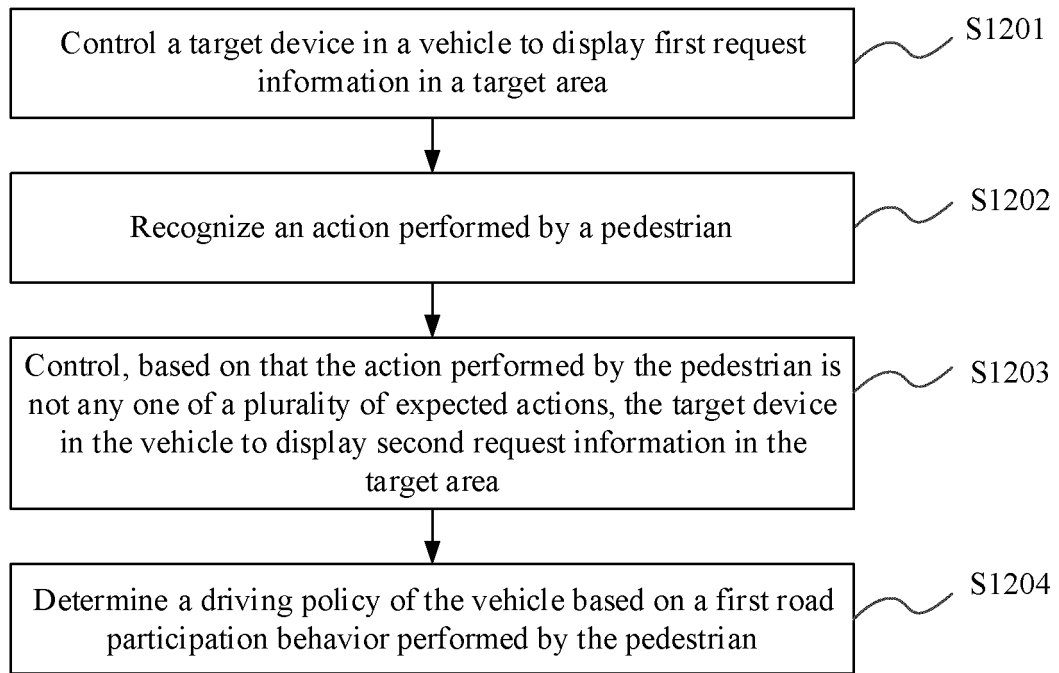 Control a target device in a vehicle to display first request
information in a target area
S1201
Recognize an action performed by a pedestrian
S1202
Control, based on that the action performed by the pedestrian is
not any one of a plurality of expected actions, the target device
in the vehicle to display second request information in the
target area
S1203
Determine a driving policy of the vehicle based on a first road
participation behavior performed by the pedestrian
S1204